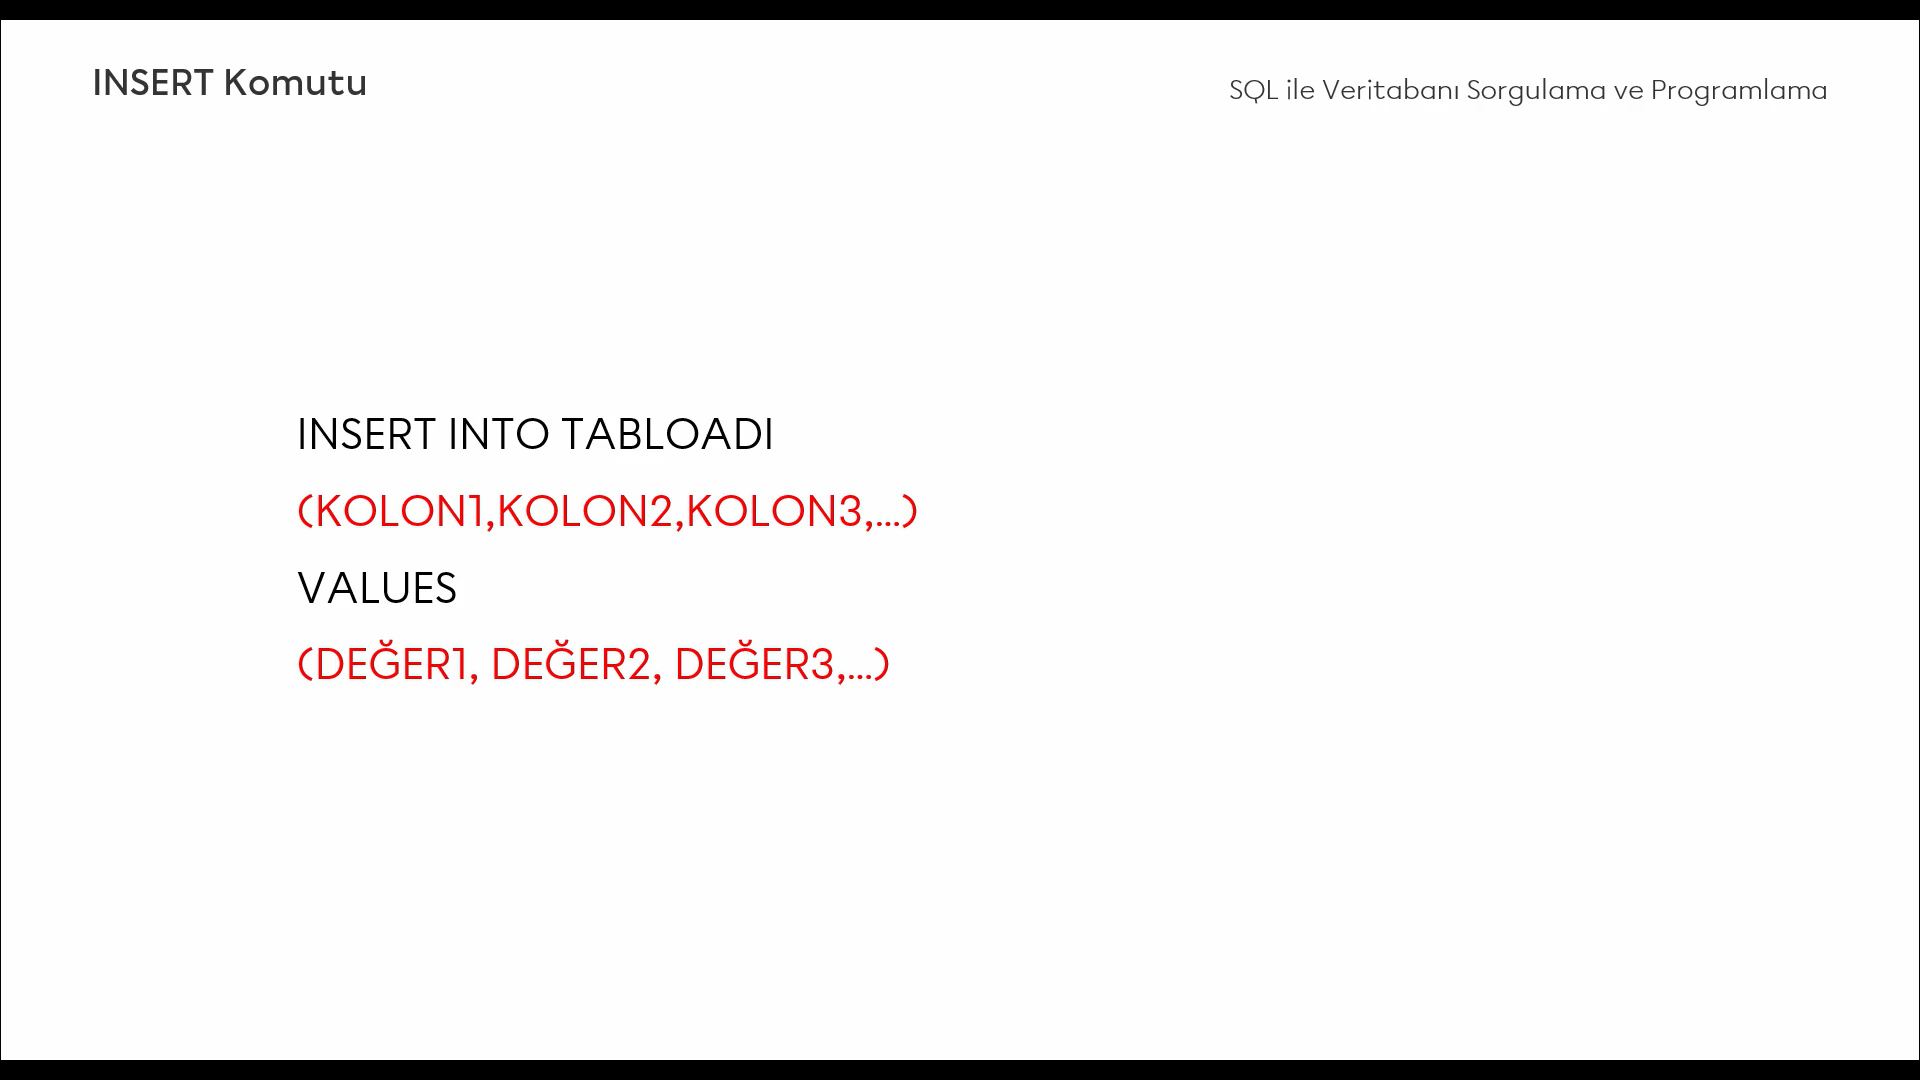 INSERT Komutu
SQL ile Veritabanı Sorgulama ve Programlama
INSERT INTO TABLOADI
(KOLON1,KOLON2,KOLON3,...)
VALUES
(DEĞER1, DEĞER2, DEĞER3,...)